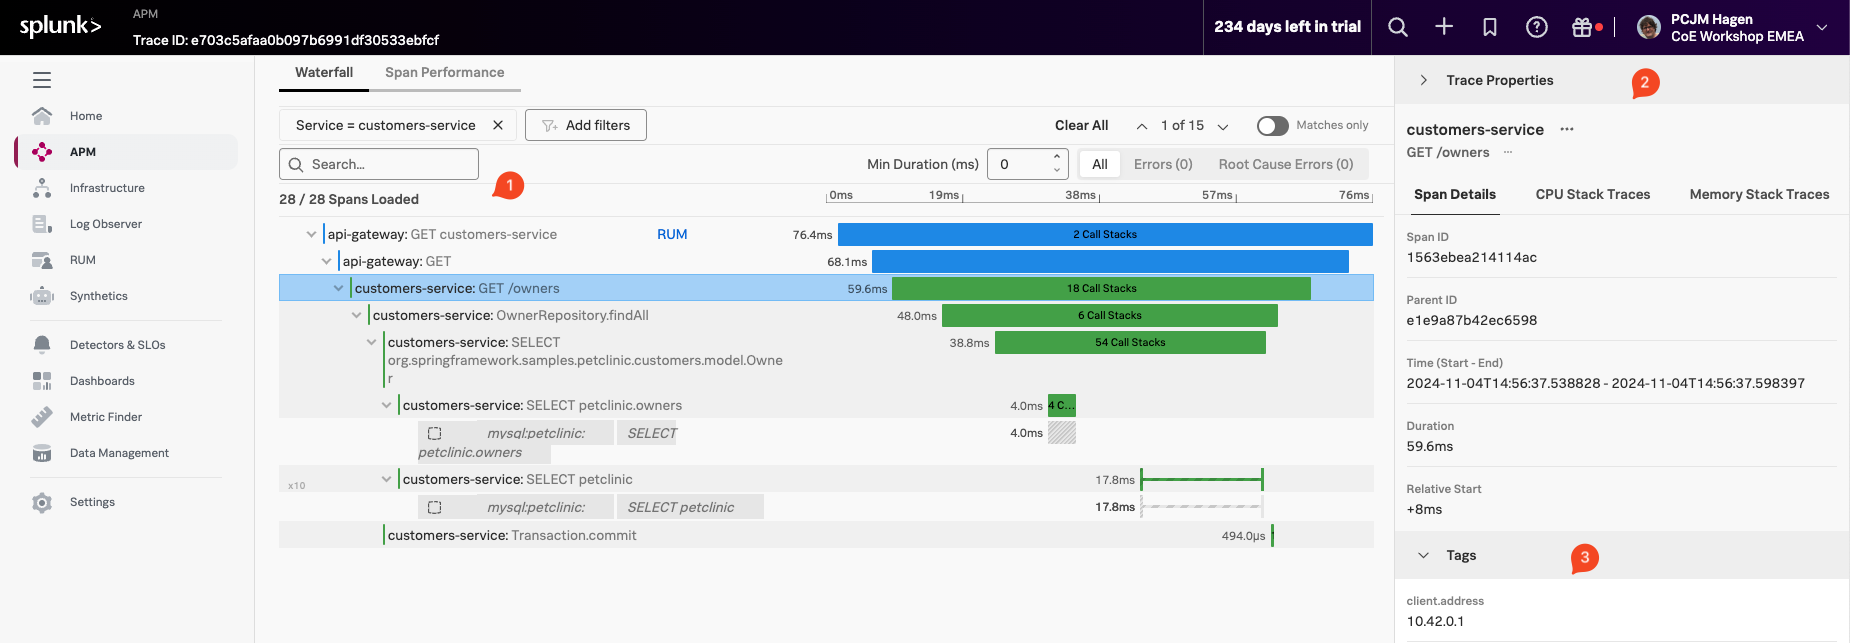 splunk>
APM
Trace ID: e703c5afaa0b097b6991df30533ebfcf
234 days left in trial
PCJM Hagen
CoE Workshop EMEA
Home
APM
Infrastructure
Log Observer
RUM
Synthetics
Detectors & SLOs
Dashboards
Metric Finder
Data Management
Settings
Waterfall
Span Performance
Service = customers-service
Add filters
Clear All
1 of 15
Matches only
Search...
Min Duration (ms)
0
All
Errors (0)
Root Cause Errors (0)
1
28 / 28 Spans Loaded
0ms
19ms
38ms
57ms
76ms
api-gateway: GET customers-service
RUM
76.4ms
2 Call Stacks
api-gateway: GET
68.1ms
customers-service: GET /owners
59.6ms
18 Call Stacks
customers-service: OwnerRepository.findAll
48.0ms
6 Call Stacks
customers-service: SELECT
org.springframework.samples.petclinic.customers.model.Owne
r
38.8ms
54 Call Stacks
customers-service: SELECT petclinic.owners
4.0ms
4 C...
mysql:petclinic: SELECT
petclinic.owners
4.0ms
x10
customers-service: SELECT petclinic
17.8ms
mysql:petclinic: SELECT petclinic
17.8ms
customers-service: Transaction.commit
494.0µs
Trace Properties
2
customers-service ...
GET /owners ...
Span Details
CPU Stack Traces
Memory Stack Traces
Span ID
1563ebea214114ac
Parent ID
e1e9a87b42ec6598
Time (Start - End)
2024-11-04T14:56:37.538828 - 2024-11-04T14:56:37.598397
Duration
59.6ms
Relative Start
+8ms
Tags
3
client.address
10.42.0.1